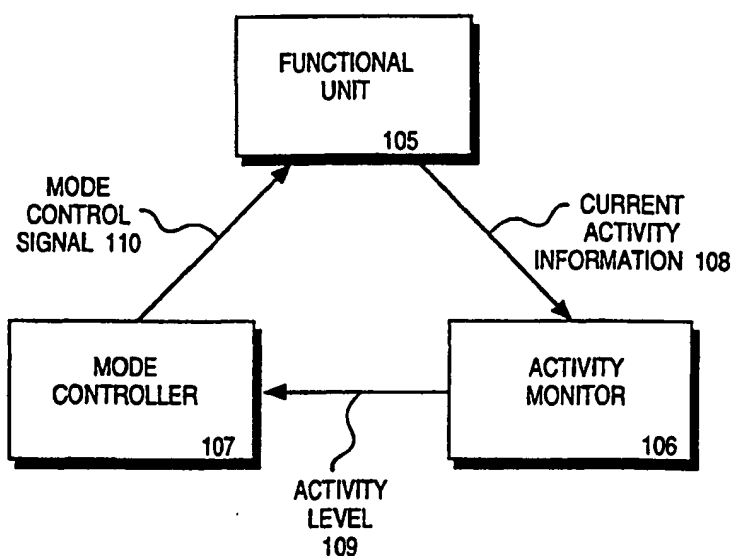 FUNCTIONAL
UNIT
105
MODE
CONTROL
SIGNAL 110
CURRENT
ACTIVITY
INFORMATION 108
MODE
CONTROLLER
107
ACTIVITY
MONITOR
106
ACTIVITY
LEVEL
109